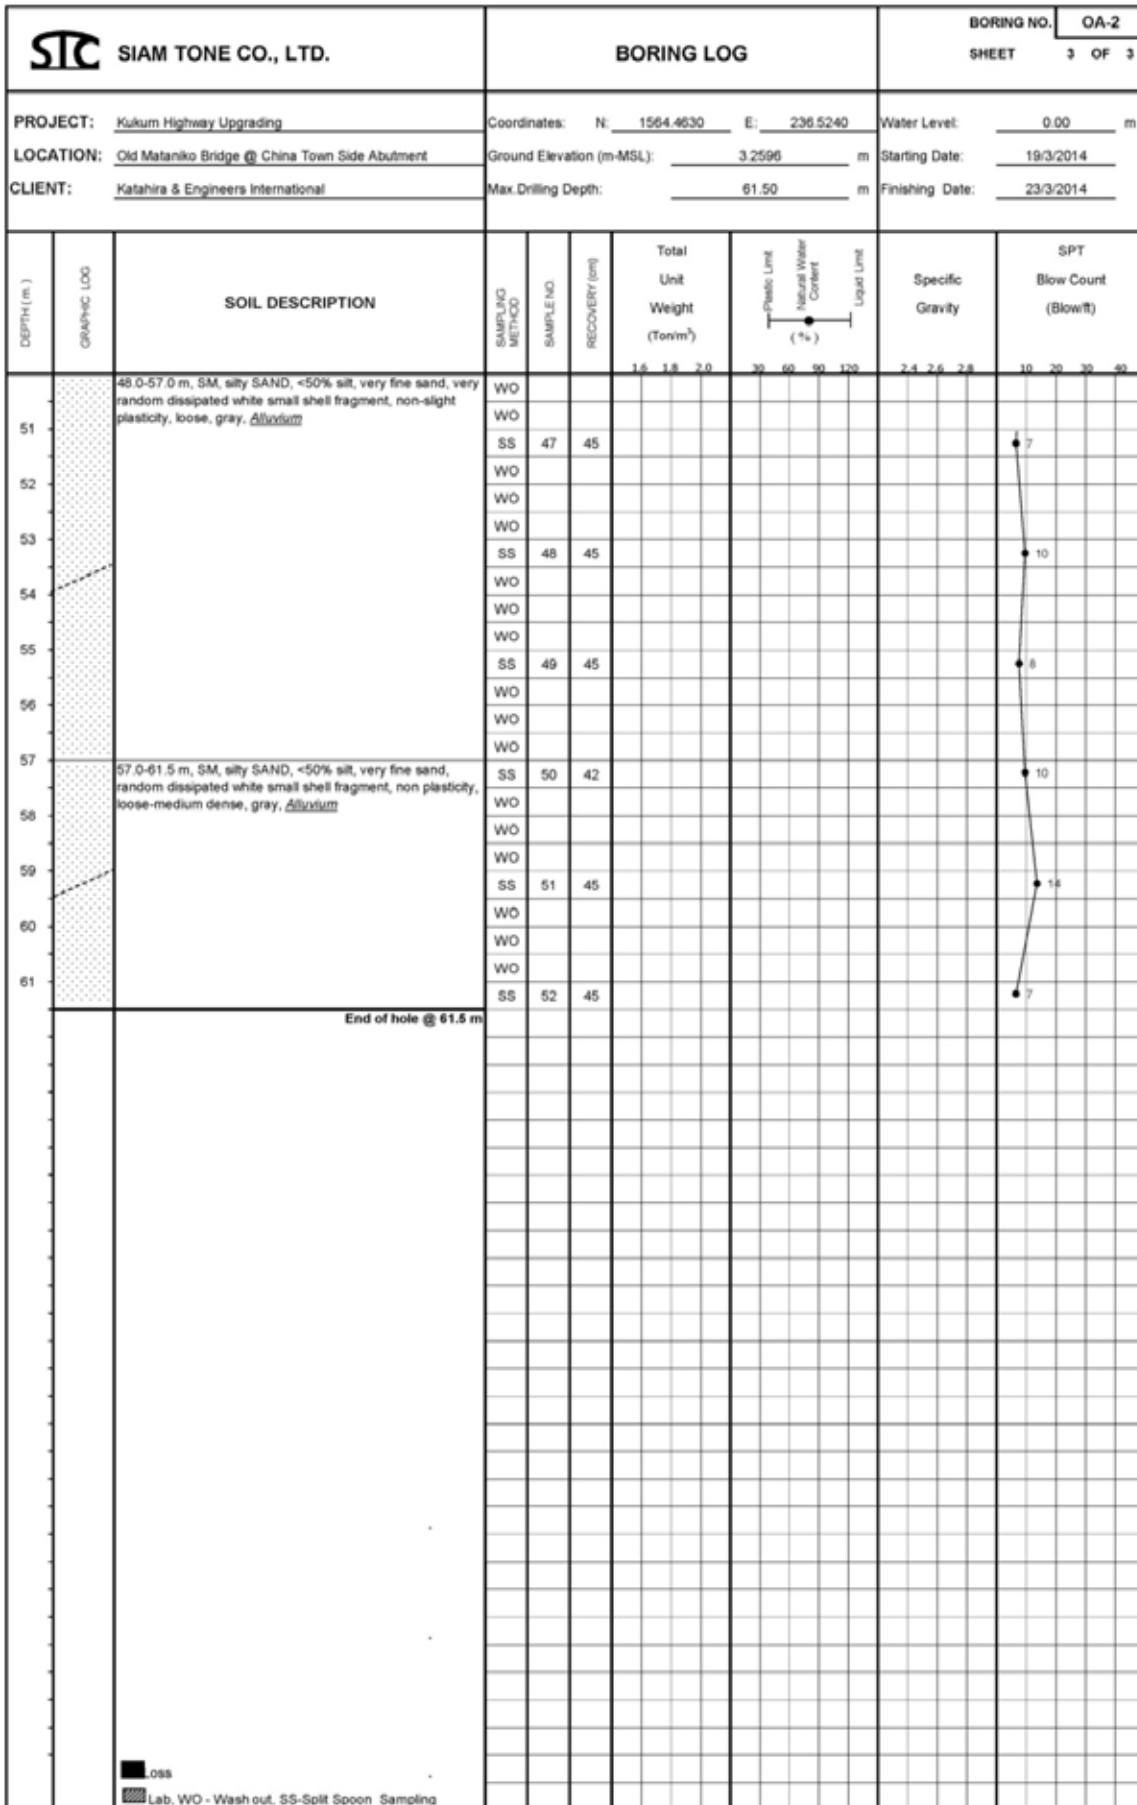 STC SIAM TONE CO., LTD.
BORING LOG
BORING NO. OA-2
SHEET 3 OF 3
PROJECT: Kukum Highway Upgrading
LOCATION: Old Mataniko Bridge @ China Town Side Abutment
CLIENT: Katahira & Engineers International
Coordinates: N: 1564.4630 E: 236.5240
Ground Elevation (m-MSL): 3.2596 m
Max.Drilling Depth: 61.50 m
Water Level: 0.00 m
Starting Date: 19/3/2014
Finishing Date: 23/3/2014
DEPTH ( m. )
GRAPHIC LOG
SOIL DESCRIPTION
SAMPLING METHOD
SAMPLE NO.
RECOVERY (cm)
Total
Unit
Weight
(Ton/m³)
1.6 1.8 2.0
Plastic Limit
Natural Water Content
Liquid Limit
( % )
30 60 90 120
Specific
Gravity
2.4 2.6 2.8
SPT
Blow Count
(Blow/ft)
10 20 30 40
48.0-57.0 m, SM, silty SAND, <50% silt, very fine sand, very
random dissipated white small shell fragment, non-slight
plasticity, loose, gray, Alluvium
WO
WO
51
SS 47 45 7
WO
52
WO
WO
53
SS 48 45 10
WO
54
WO
WO
55
SS 49 45 8
WO
56
WO
WO
57
57.0-61.5 m, SM, silty SAND, <50% silt, very fine sand,
random dissipated white small shell fragment, non plasticity,
loose-medium dense, gray, Alluvium
SS 50 42 10
WO
58
WO
WO
59
SS 51 45 14
WO
60
WO
WO
61
SS 52 45 7
End of hole @ 61.5 m
Loss
Lab, WO - Wash out, SS-Split Spoon Sampling